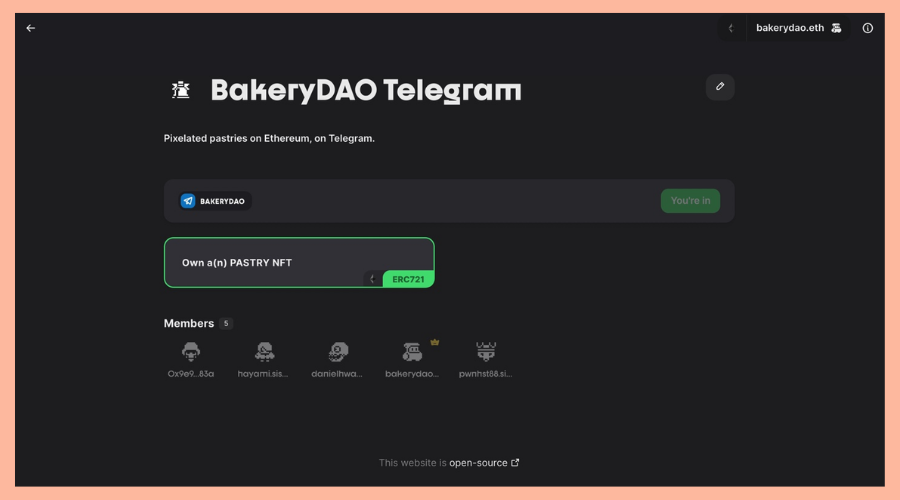 bakerydao.eth
BakeryDAO Telegram
Pixelated pastries on Ethereum, on Telegram.
BAKERYDAO
You're in
Own a(n) PASTRY NFT
ERC721
Members 5
0x9e9...83a hayami.sis... danielhwa... bakerydao... pwnhst88.si...
This website is open-source